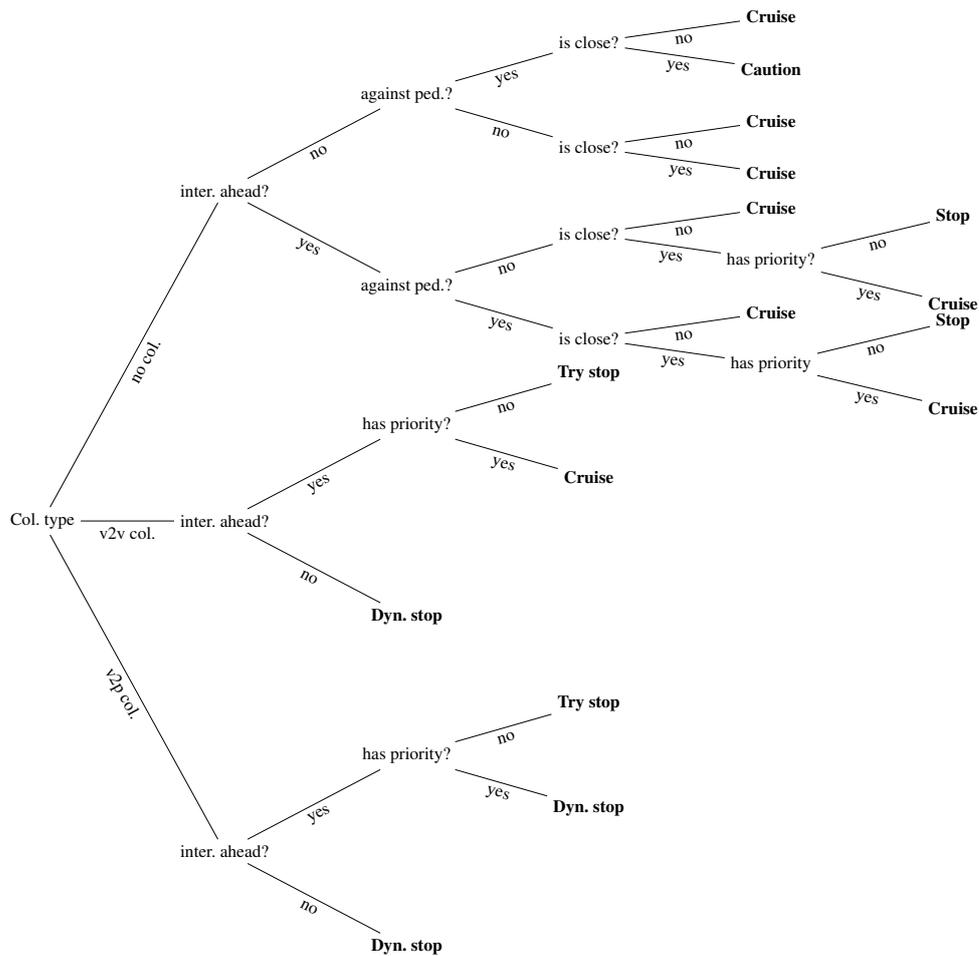 Cruise
is close?
no
yes
Caution
yes
against ped.?
no
Cruise
is close?
no
yes
Cruise
no
inter. ahead?
yes
Cruise
is close?
no
yes
has priority?
no
Stop
yes
Cruise
no
against ped.?
yes
Cruise
is close?
no
yes
has priority
no
Stop
yes
Cruise
no col.
Try stop
no
has priority?
yes
Cruise
yes
Col. type
v2v col.
inter. ahead?
no
Dyn. stop
v2p col.
Try stop
no
has priority?
yes
Dyn. stop
yes
inter. ahead?
no
Dyn. stop